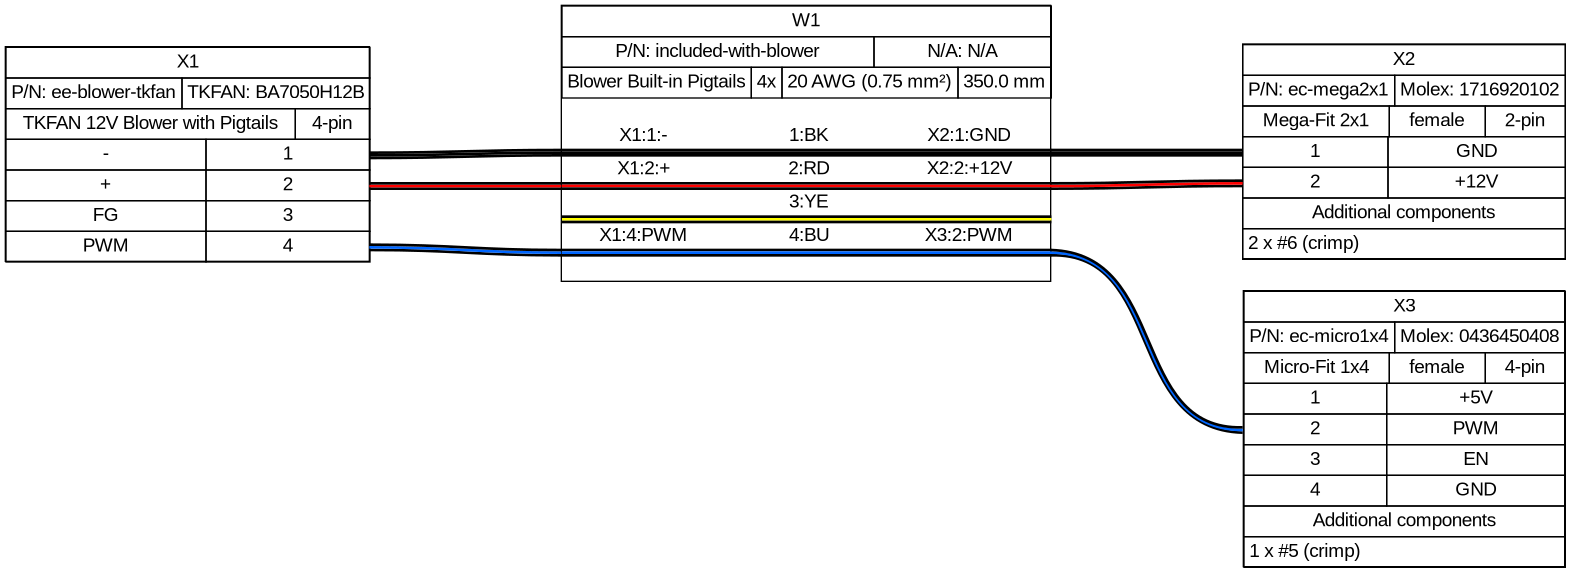 X1
P/N: ee-blower-tkfan TKFAN: BA7050H12B
TKFAN 12V Blower with Pigtails 4-pin
- 1
+ 2
FG 3
PWM 4
W1
P/N: included-with-blower N/A: N/A
Blower Built-in Pigtails 4x 20 AWG (0.75 mm²) 350.0 mm
X1:1:- 1:BK X2:1:GND
X1:2:+ 2:RD X2:2:+12V
3:YE
X1:4:PWM 4:BU X3:2:PWM
X2
P/N: ec-mega2x1 Molex: 1716920102
Mega-Fit 2x1 female 2-pin
1 GND
2 +12V
Additional components
2 x #6 (crimp)
X3
P/N: ec-micro1x4 Molex: 0436450408
Micro-Fit 1x4 female 4-pin
1 +5V
2 PWM
3 EN
4 GND
Additional components
1 x #5 (crimp)